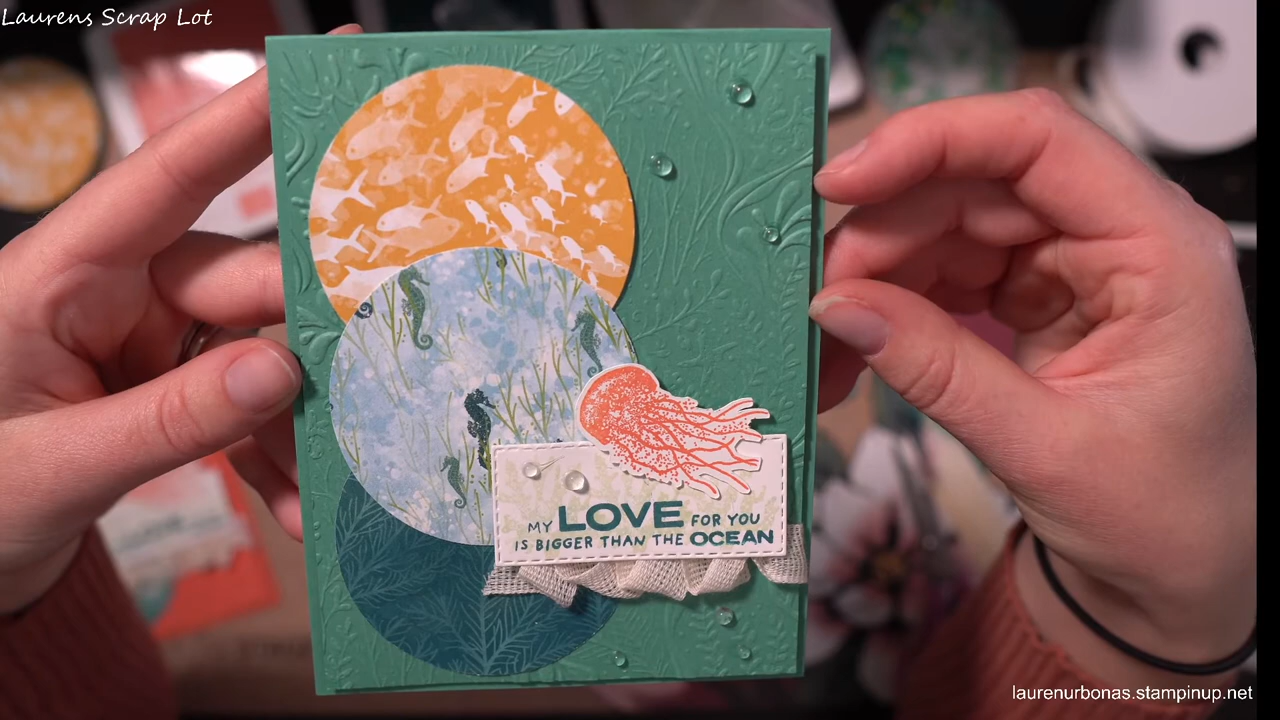 Laurens Scrap Lot
MY LOVE FOR YOU
IS BIGGER THAN THE OCEAN
laurenurbonas.stampinup.net